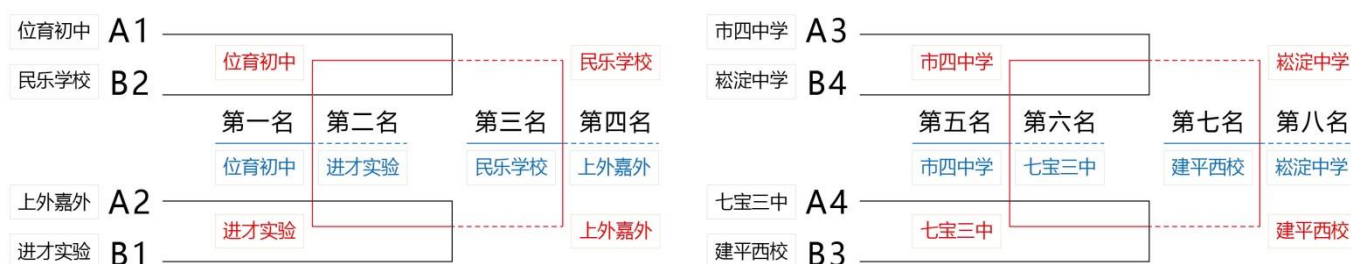 位育初中 A1
位育初中 民乐学校
民乐学校 B2
第一名 第二名 第三名 第四名
位育初中 进才实验 民乐学校 上外嘉外
上外嘉外 A2
进才实验 上外嘉外
进才实验 B1
市四中学 A3
市四中学 崧淀中学
崧淀中学 B4
第五名 第六名 第七名 第八名
市四中学 七宝三中 建平西校 崧淀中学
七宝三中 A4
七宝三中 建平西校
建平西校 B3